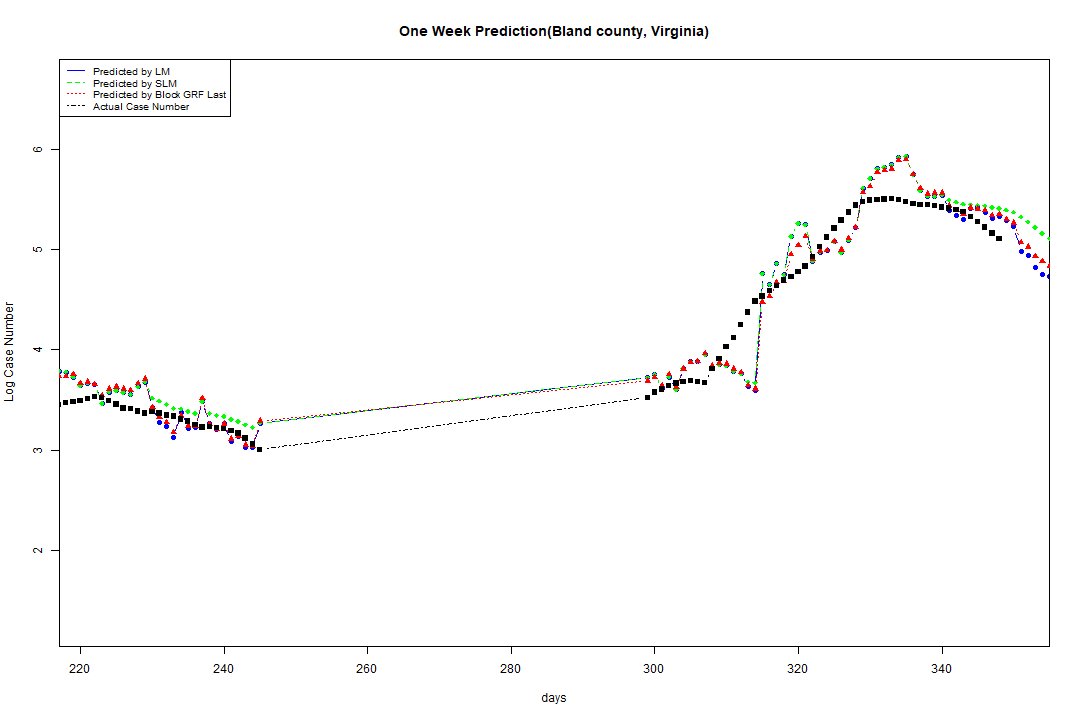 One Week Prediction(Bland county, Virginia)
Predicted by LM
Predicted by SLM
Predicted by Block GRF Last
Actual Case Number
6
5
4
3
2
Log Case Number
220 240 260 280 300 320 340
days